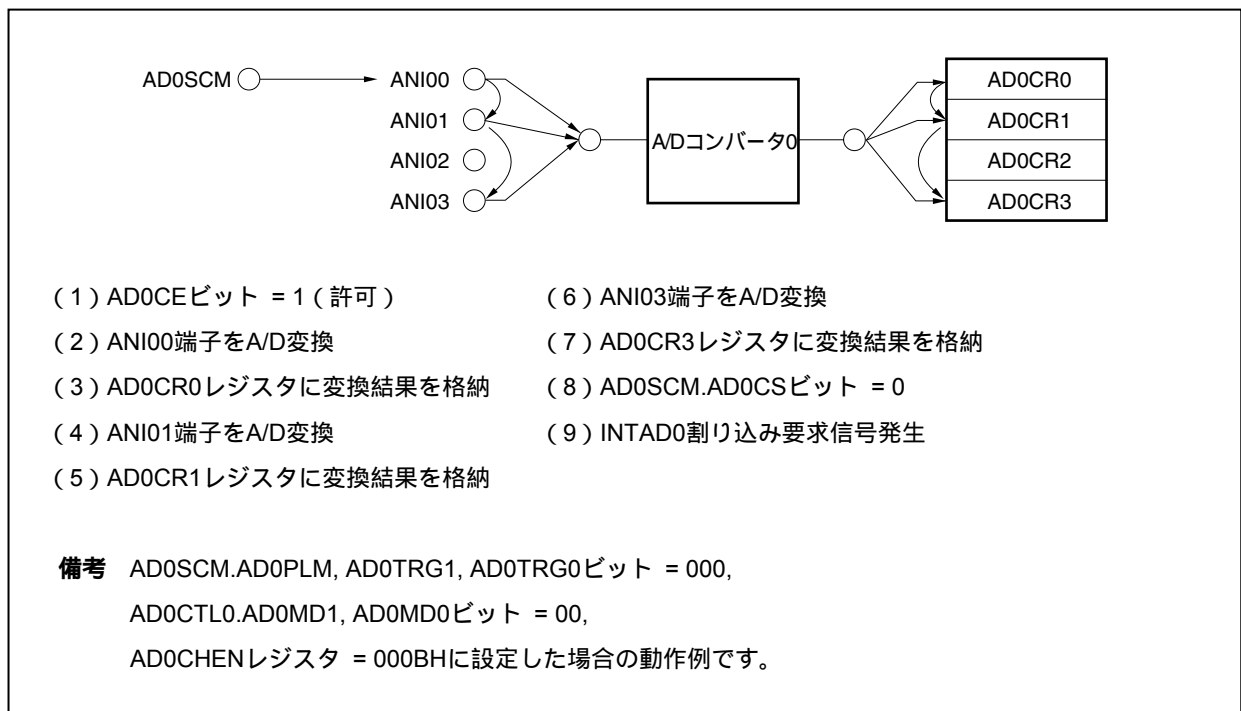 AD0SCM
ANI00
ANI01
ANI02
ANI03
A/Dコンバータ0
AD0CR0
AD0CR1
AD0CR2
AD0CR3
（1）AD0CEビット = 1（許可）
（2）ANI00端子をA/D変換
（3）AD0CR0レジスタに変換結果を格納
（4）ANI01端子をA/D変換
（5）AD0CR1レジスタに変換結果を格納
（6）ANI03端子をA/D変換
（7）AD0CR3レジスタに変換結果を格納
（8）AD0SCM.AD0CSビット = 0
（9）INTAD0割り込み要求信号発生
備考 AD0SCM.AD0PLM, AD0TRG1, AD0TRG0ビット = 000,
AD0CTL0.AD0MD1, AD0MD0ビット = 00,
AD0CHENレジスタ = 000BHに設定した場合の動作例です。